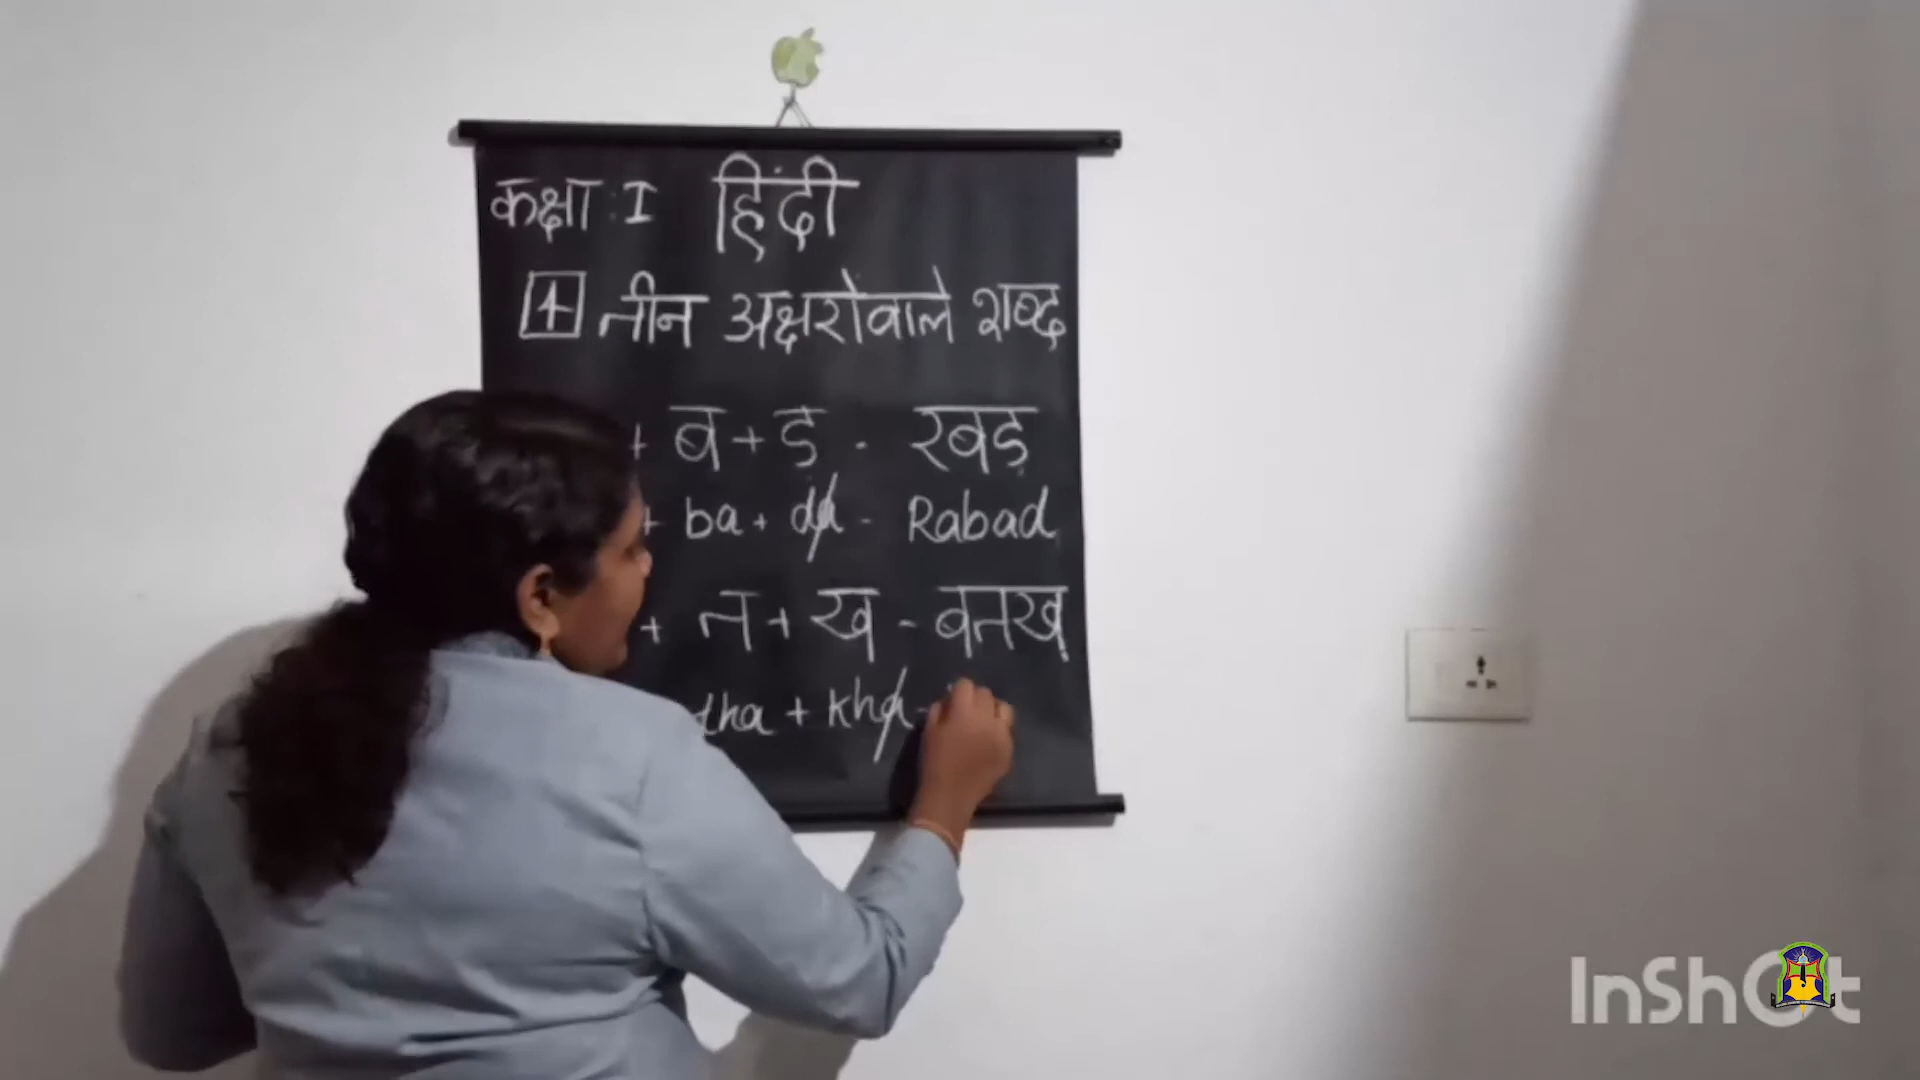 कक्षा : I हिंदी
4 तीन अक्षरोवाले शब्द
+ ब + ड़ - रबड़
+ ba + da - Rabad
+ त + ख - बतख़
tha + kha -
InShOt